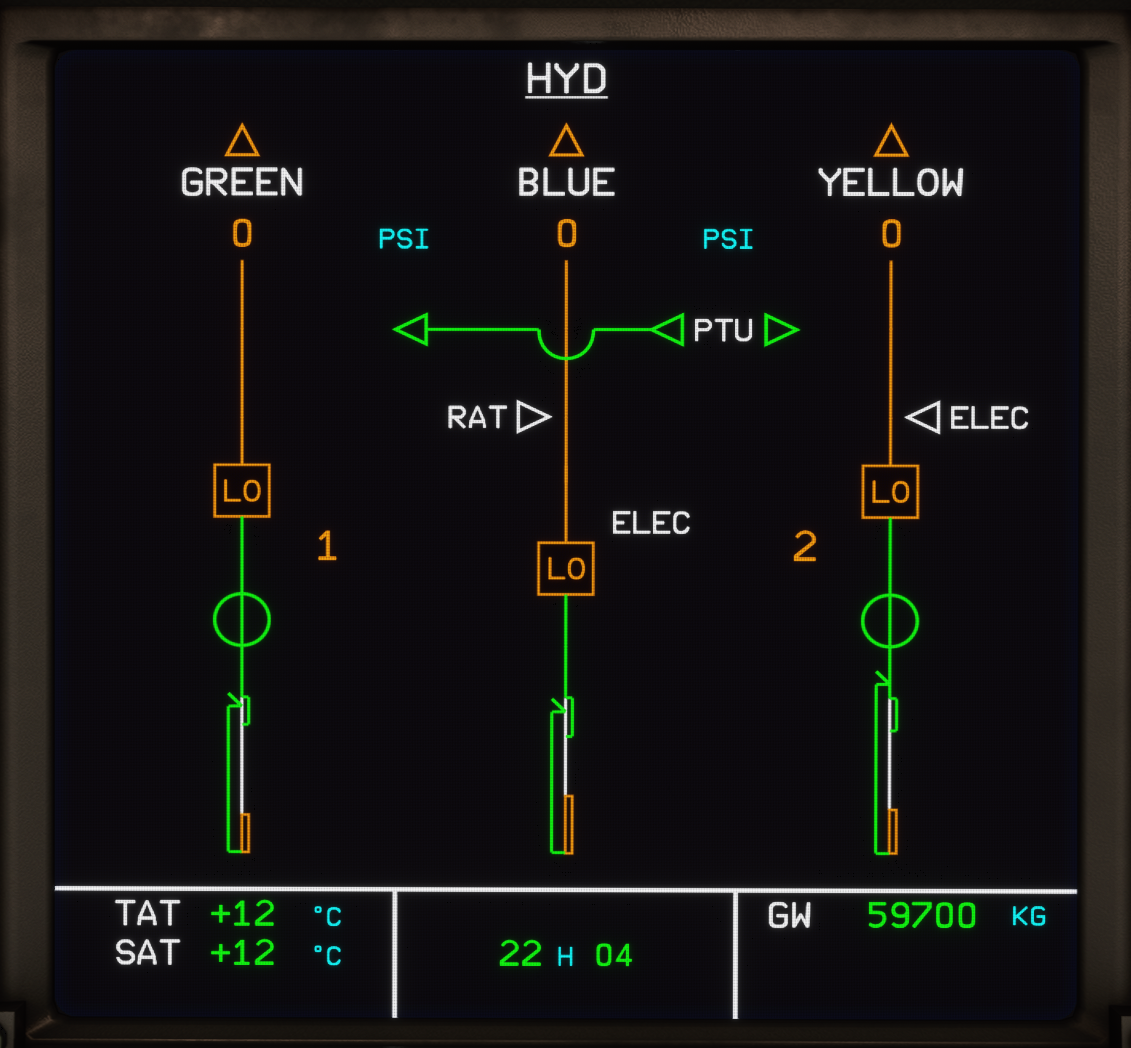 HYD
GREEN BLUE YELLOW
0 PSI 0 PSI 0
PTU
RAT ELEC
LO LO
ELEC
1 2
LO
TAT +12 °C GW 59700 KG
SAT +12 °C 22 H 04